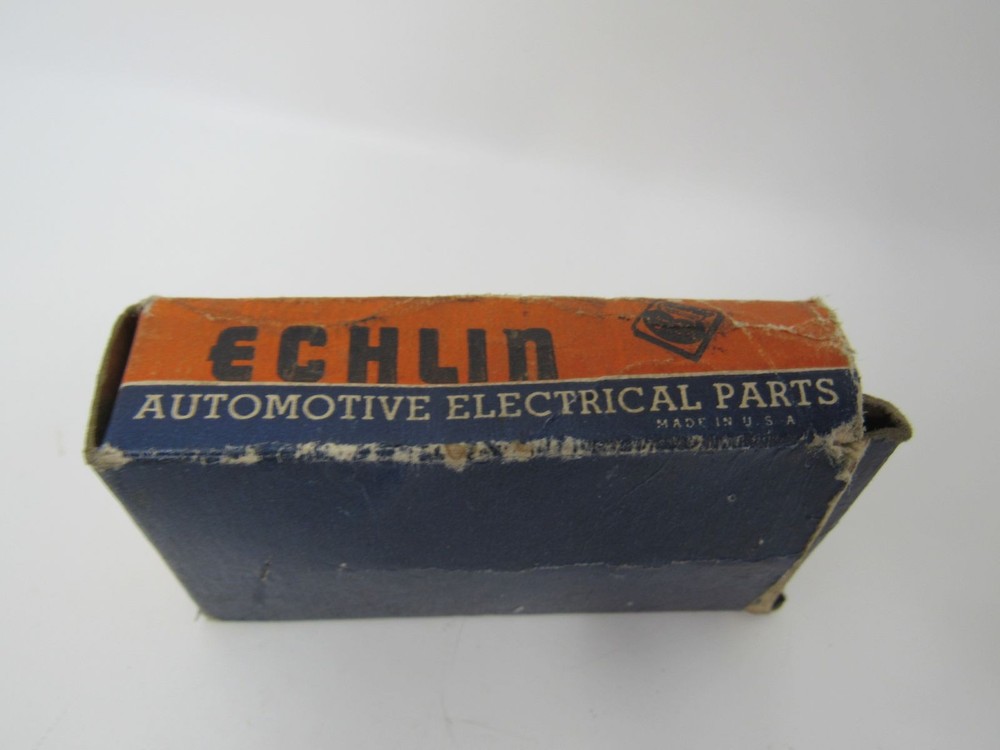 ECHLIN
AUTOMOTIVE ELECTRICAL PARTS
MADE IN U.S.A